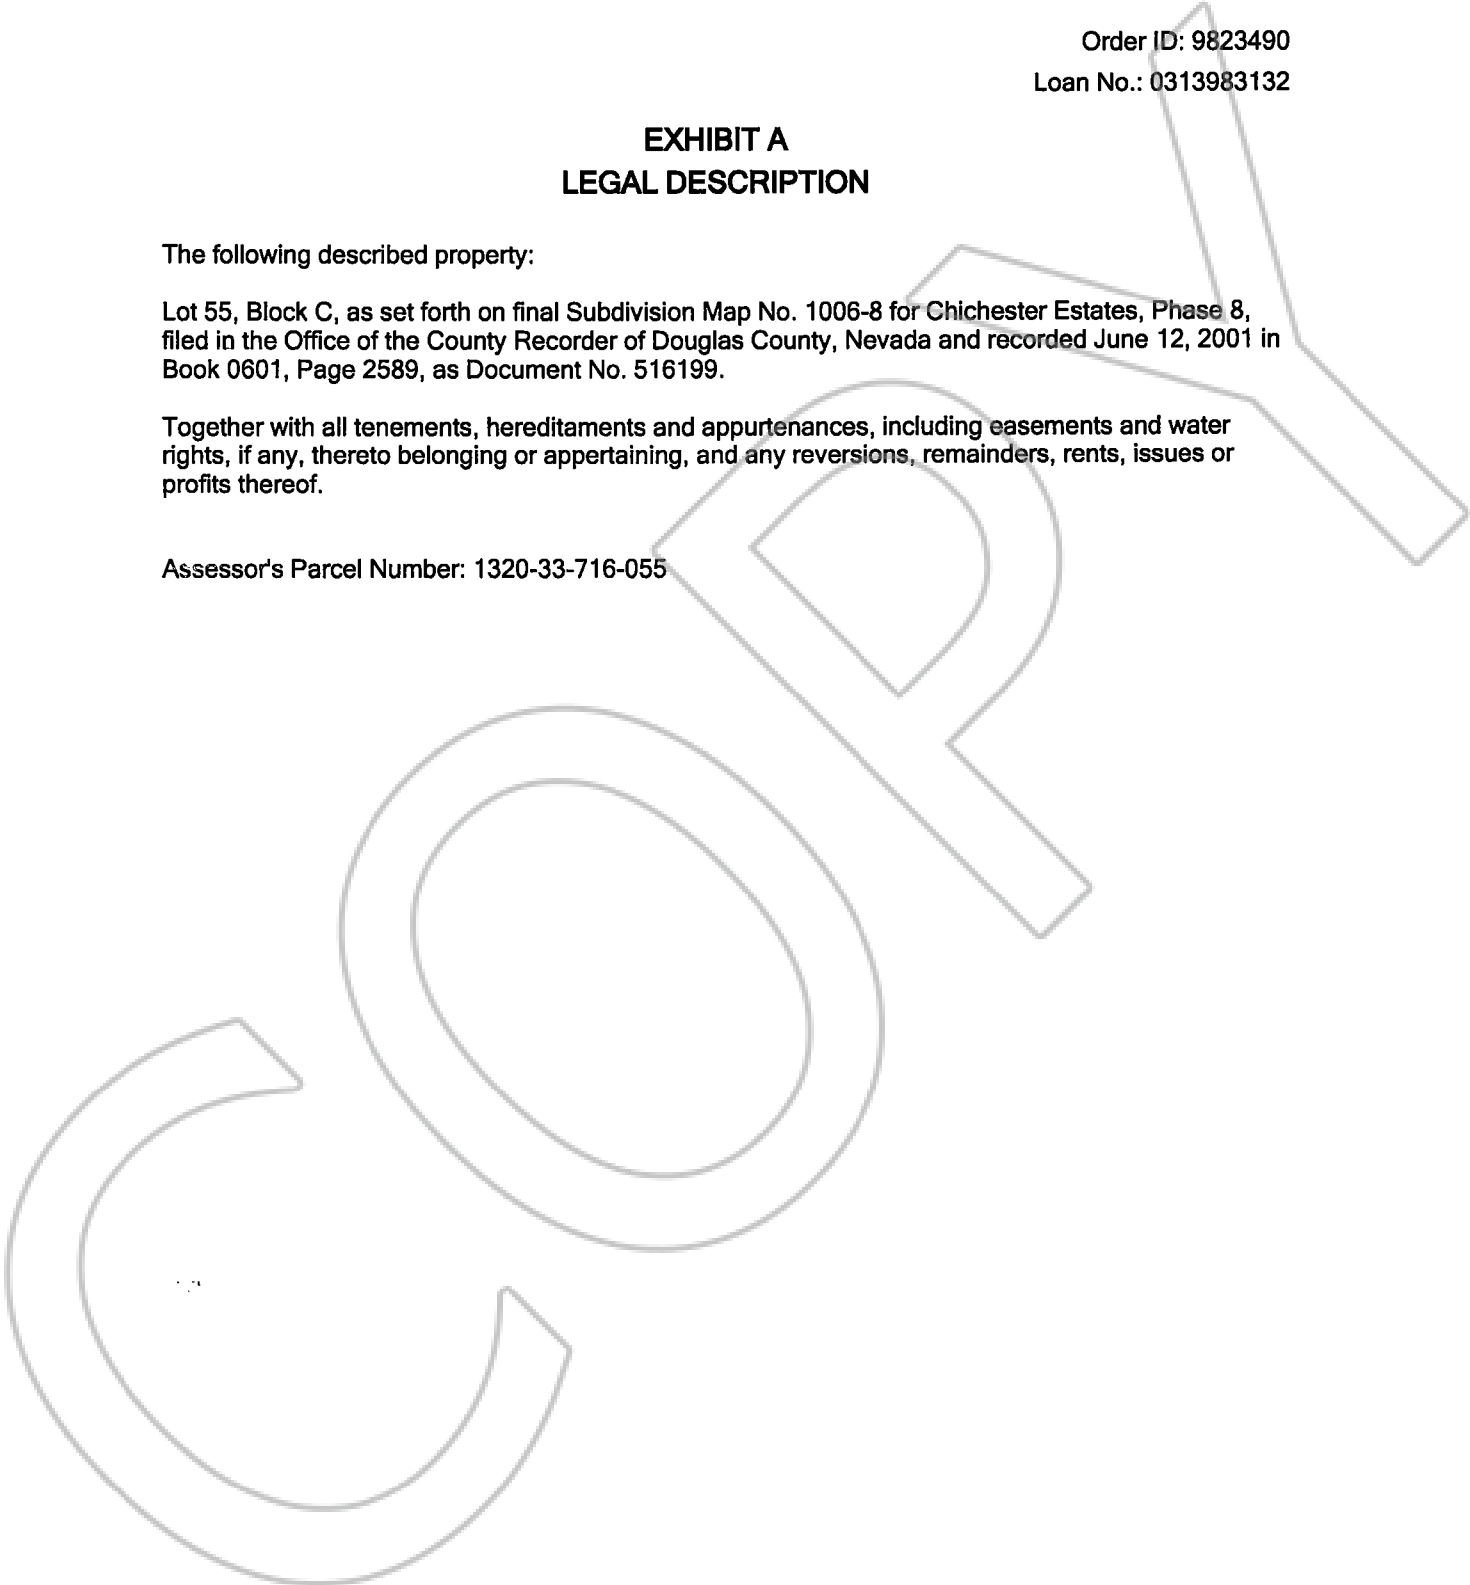 Order ID: 9823490
Loan No.: 0313983132
EXHIBIT A
LEGAL DESCRIPTION
The following described property:
Lot 55, Block C, as set forth on final Subdivision Map No. 1006-8 for Chichester Estates, Phase 8,
filed in the Office of the County Recorder of Douglas County, Nevada and recorded June 12, 2001 in
Book 0601, Page 2589, as Document No. 516199.
Together with all tenements, hereditaments and appurtenances, including easements and water
rights, if any, thereto belonging or appertaining, and any reversions, remainders, rents, issues or
profits thereof.
Assessor's Parcel Number: 1320-33-716-055
COPY